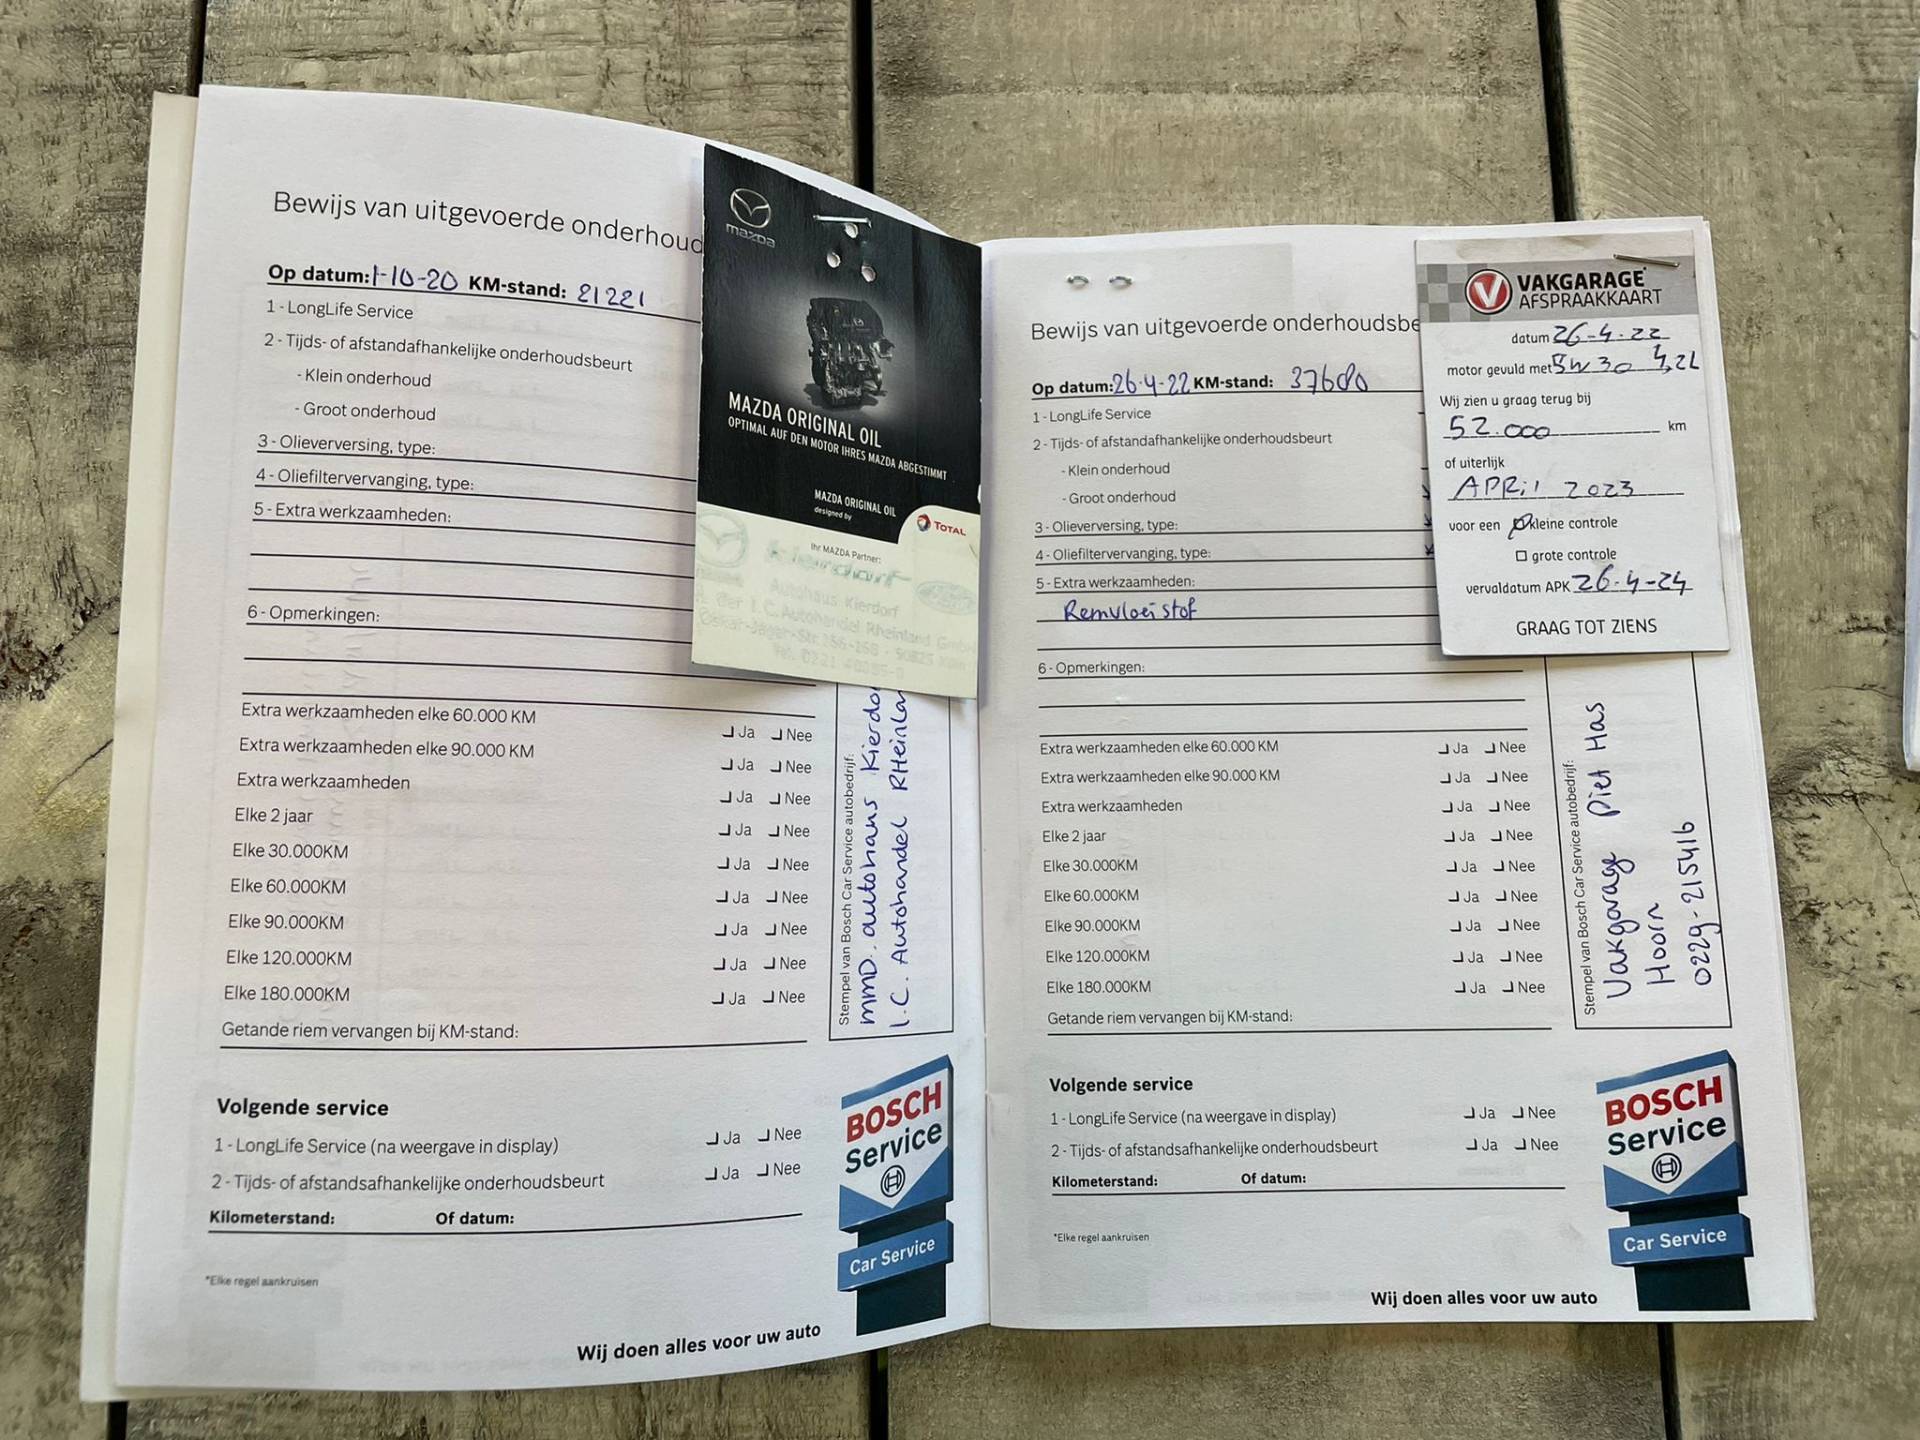 Bewijs van uitgevoerde onderhoud
Op datum: 1-10-20 KM-stand: 21221
1 - LongLife Service
2 - Tijds- of afstandafhankelijke onderhoudsbeurt
- Klein onderhoud
- Groot onderhoud
3 - Olieverversing, type:
4 - Oliefiltervervanging, type:
5 - Extra werkzaamheden:
6 - Opmerkingen:
Extra werkzaamheden elke 60.000 KM Ja Nee
Extra werkzaamheden elke 90.000 KM Ja Nee
Extra werkzaamheden Ja Nee
Elke 2 jaar Ja Nee
Elke 30.000KM Ja Nee
Elke 60.000KM Ja Nee
Elke 90.000KM Ja Nee
Elke 120.000KM Ja Nee
Elke 180.000KM Ja Nee
Getande riem vervangen bij KM-stand:
Stempel van Bosch Car Service autobedrijf:
mmD. autohaus Kierdo
I.C. Autohandel RHeinla
Volgende service
1 - LongLife Service (na weergave in display) Ja Nee
2 - Tijds- of afstandsafhankelijke onderhoudsbeurt Ja Nee
Kilometerstand: Of datum:
*Elke regel aankruisen
BOSCH
Service
Car Service
Wij doen alles voor uw auto
mazda
MAZDA ORIGINAL OIL
OPTIMAL AUF DEN MOTOR IHRES MAZDA ABGESTIMMT
MAZDA ORIGINAL OIL
designed by
TOTAL
Ihr MAZDA Partner:
Kierdorf
Autohaus Kierdorf
der I.C. Autohandel Rheinland GmbH
Bewijs van uitgevoerde onderhoudsbe
Op datum: 26-4-22 KM-stand: 37680
1 - LongLife Service
2 - Tijds- of afstandafhankelijke onderhoudsbeurt
- Klein onderhoud
- Groot onderhoud
3 - Olieverversing, type:
4 - Oliefiltervervanging, type:
5 - Extra werkzaamheden:
Remvloeistof
6 - Opmerkingen:
Extra werkzaamheden elke 60.000 KM Ja Nee
Extra werkzaamheden elke 90.000 KM Ja Nee
Extra werkzaamheden Ja Nee
Elke 2 jaar Ja Nee
Elke 30.000KM Ja Nee
Elke 60.000KM Ja Nee
Elke 90.000KM Ja Nee
Elke 120.000KM Ja Nee
Elke 180.000KM Ja Nee
Getande riem vervangen bij KM-stand:
Stempel van Bosch Car Service autobedrijf:
Vakgarage Piet Has
Hoorn
0229-215416
Volgende service
1 - LongLife Service (na weergave in display) Ja Nee
2 - Tijds- of afstandsafhankelijke onderhoudsbeurt Ja Nee
Kilometerstand: Of datum:
*Elke regel aankruisen
BOSCH
Service
Car Service
Wij doen alles voor uw auto
V VAKGARAGE
AFSPRAAKKAART
datum 26-4-22
motor gevuld met 5W30 4,2L
Wij zien u graag terug bij
52.000 km
of uiterlijk
APRil 2023
voor een kleine controle
grote controle
vervaldatum APK 26-4-24
GRAAG TOT ZIENS